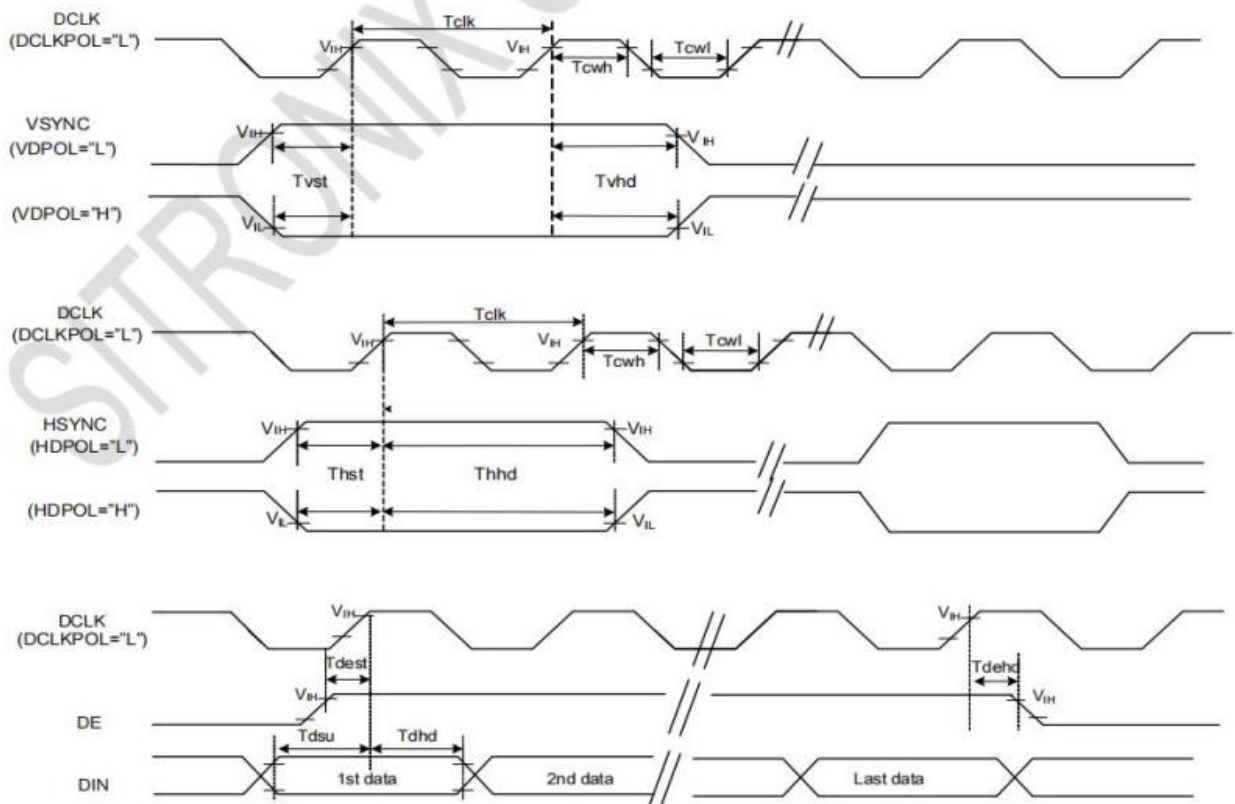 SITRONIX
DCLK
(DCLKPOL="L")
Tclk
VIH
VIH
Tcwh
Tcwl
VSYNC
(VDPOL="L")
VIH
VIH
Tvst
Tvhd
(VDPOL="H")
VIL
VIL
DCLK
(DCLKPOL="L")
Tclk
VIH
VIH
Tcwh
Tcwl
HSYNC
(HDPOL="L")
VIH
VIH
Thst
Thhd
(HDPOL="H")
VIL
VIL
DCLK
(DCLKPOL="L")
VIH
VIH
Tdest
Tdehd
DE
VIH
VIH
Tdsu
Tdhd
DIN
1st data
2nd data
Last data